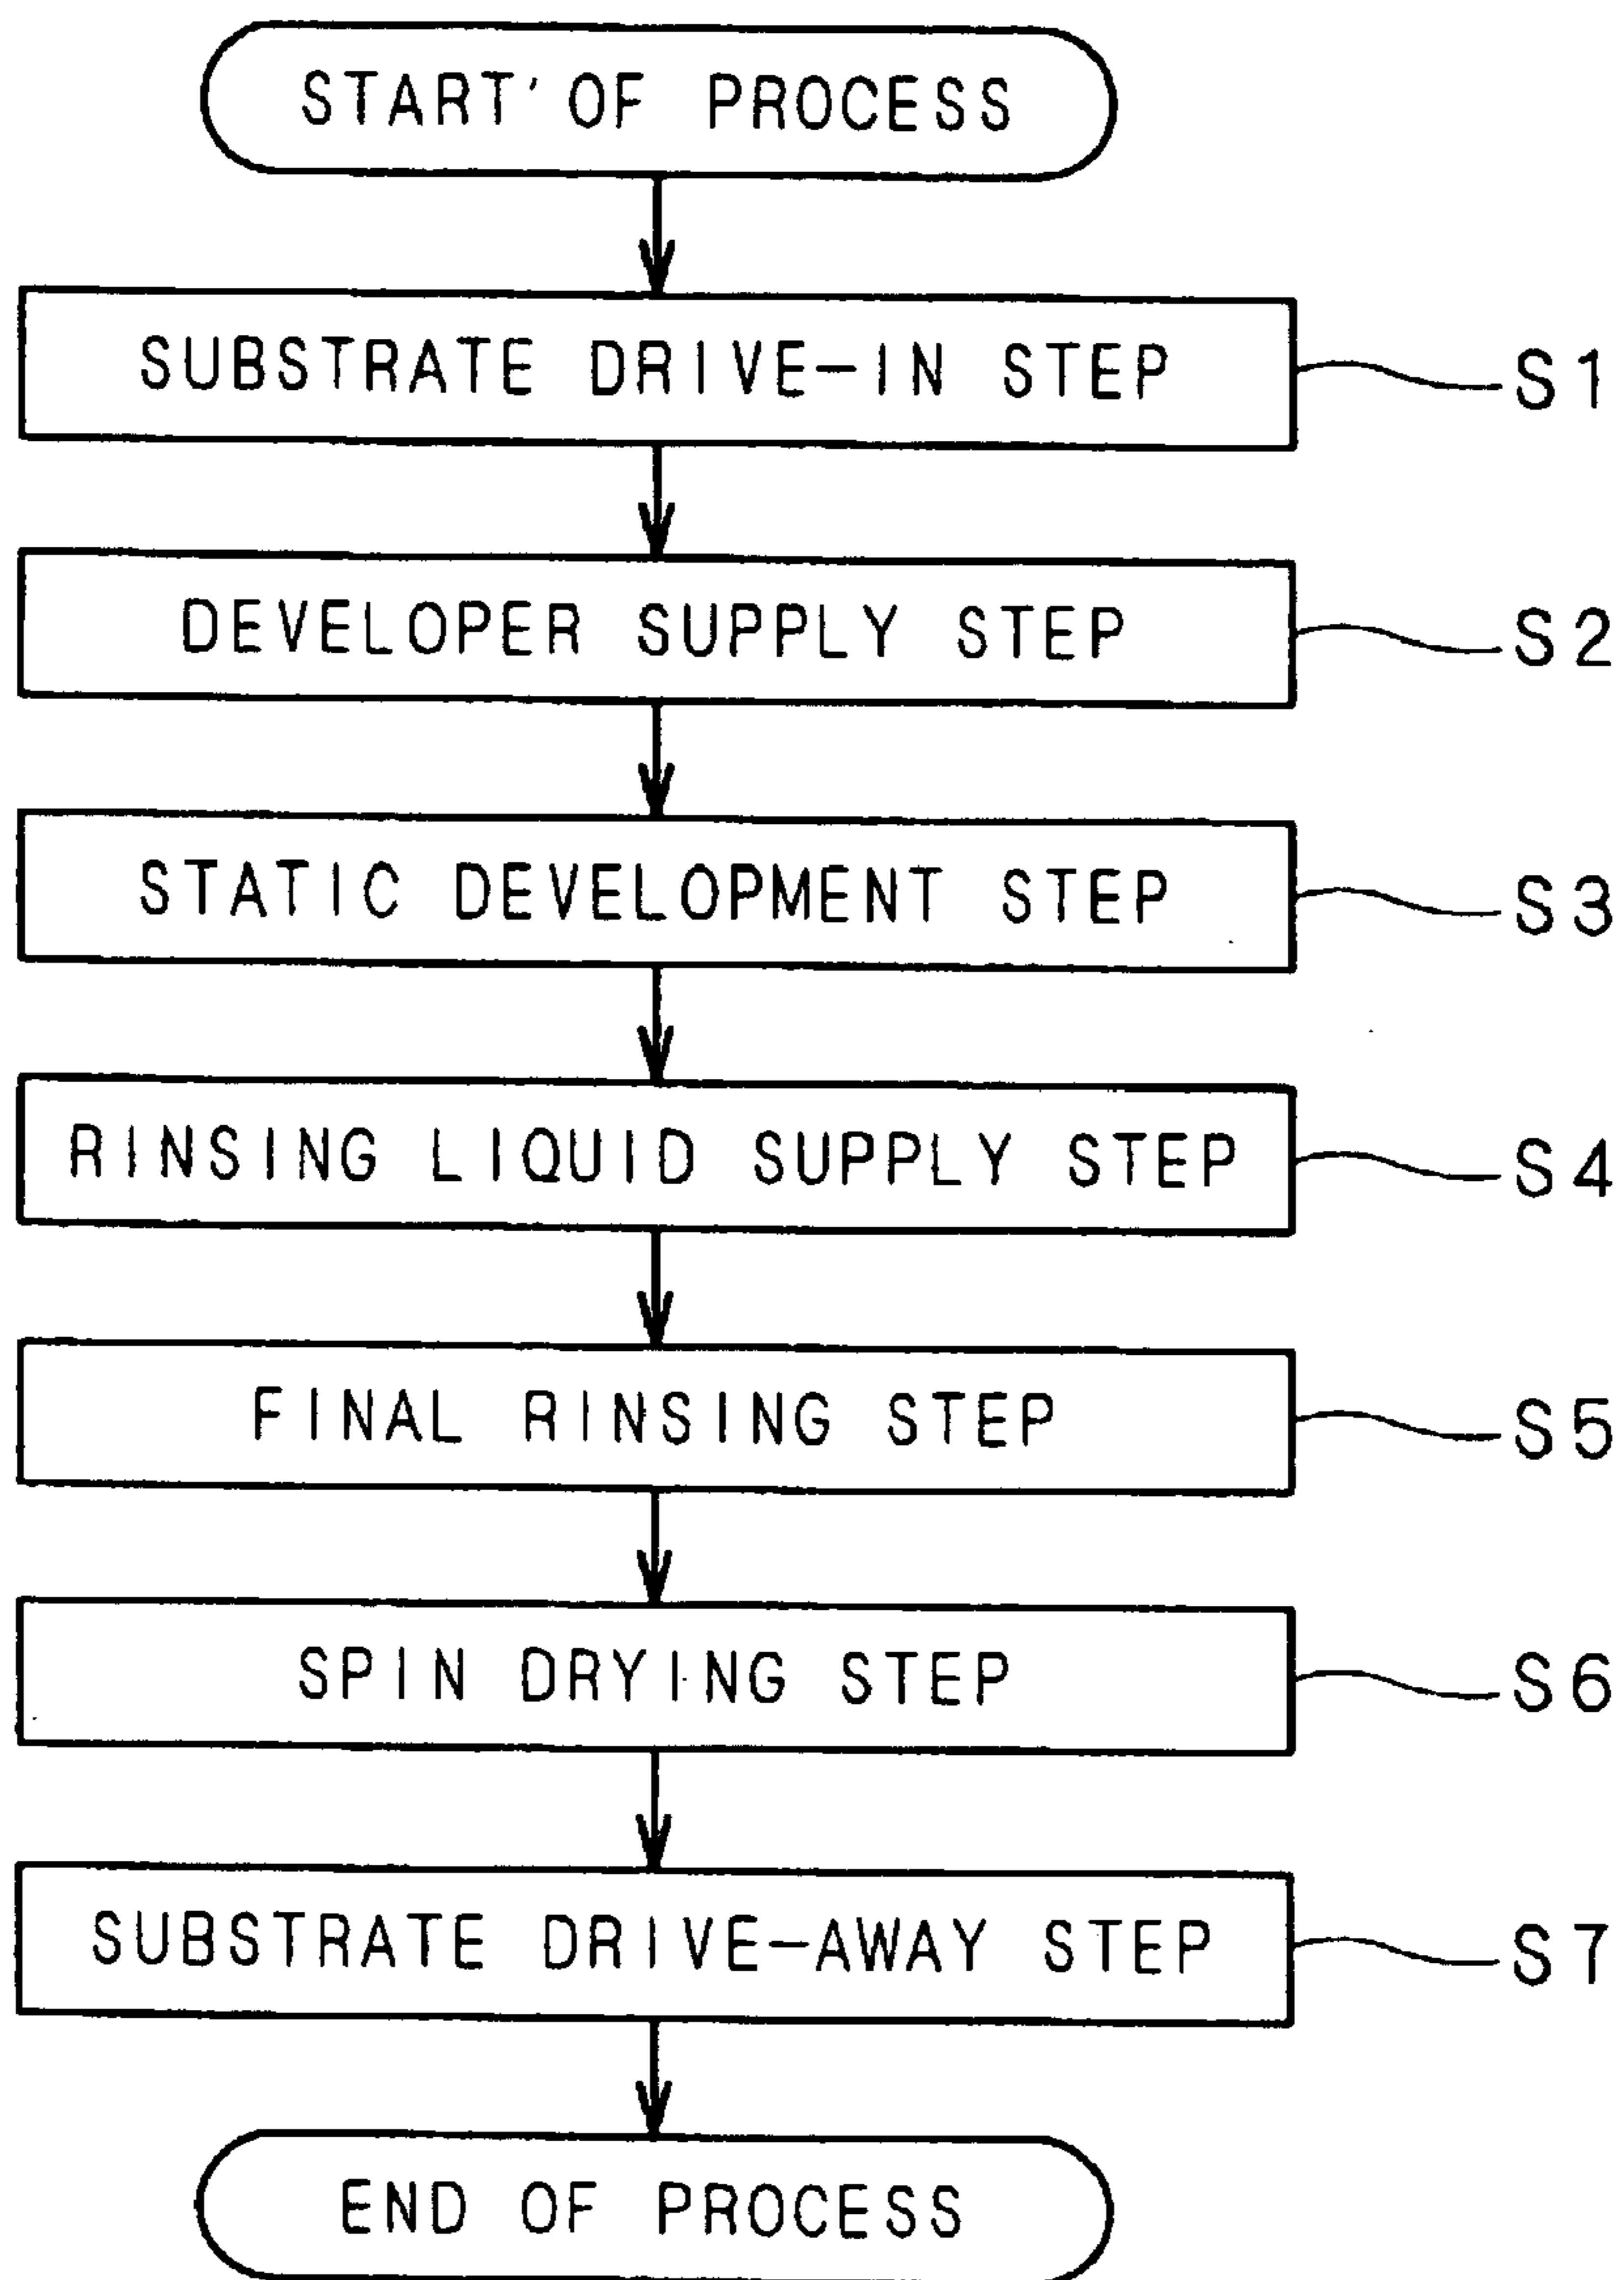 START OF PROCESS
SUBSTRATE DRIVE-IN STEP S1
DEVELOPER SUPPLY STEP S2
STATIC DEVELOPMENT STEP S3
RINSING LIQUID SUPPLY STEP S4
FINAL RINSING STEP S5
SPIN DRYING STEP S6
SUBSTRATE DRIVE-AWAY STEP S7
END OF PROCESS